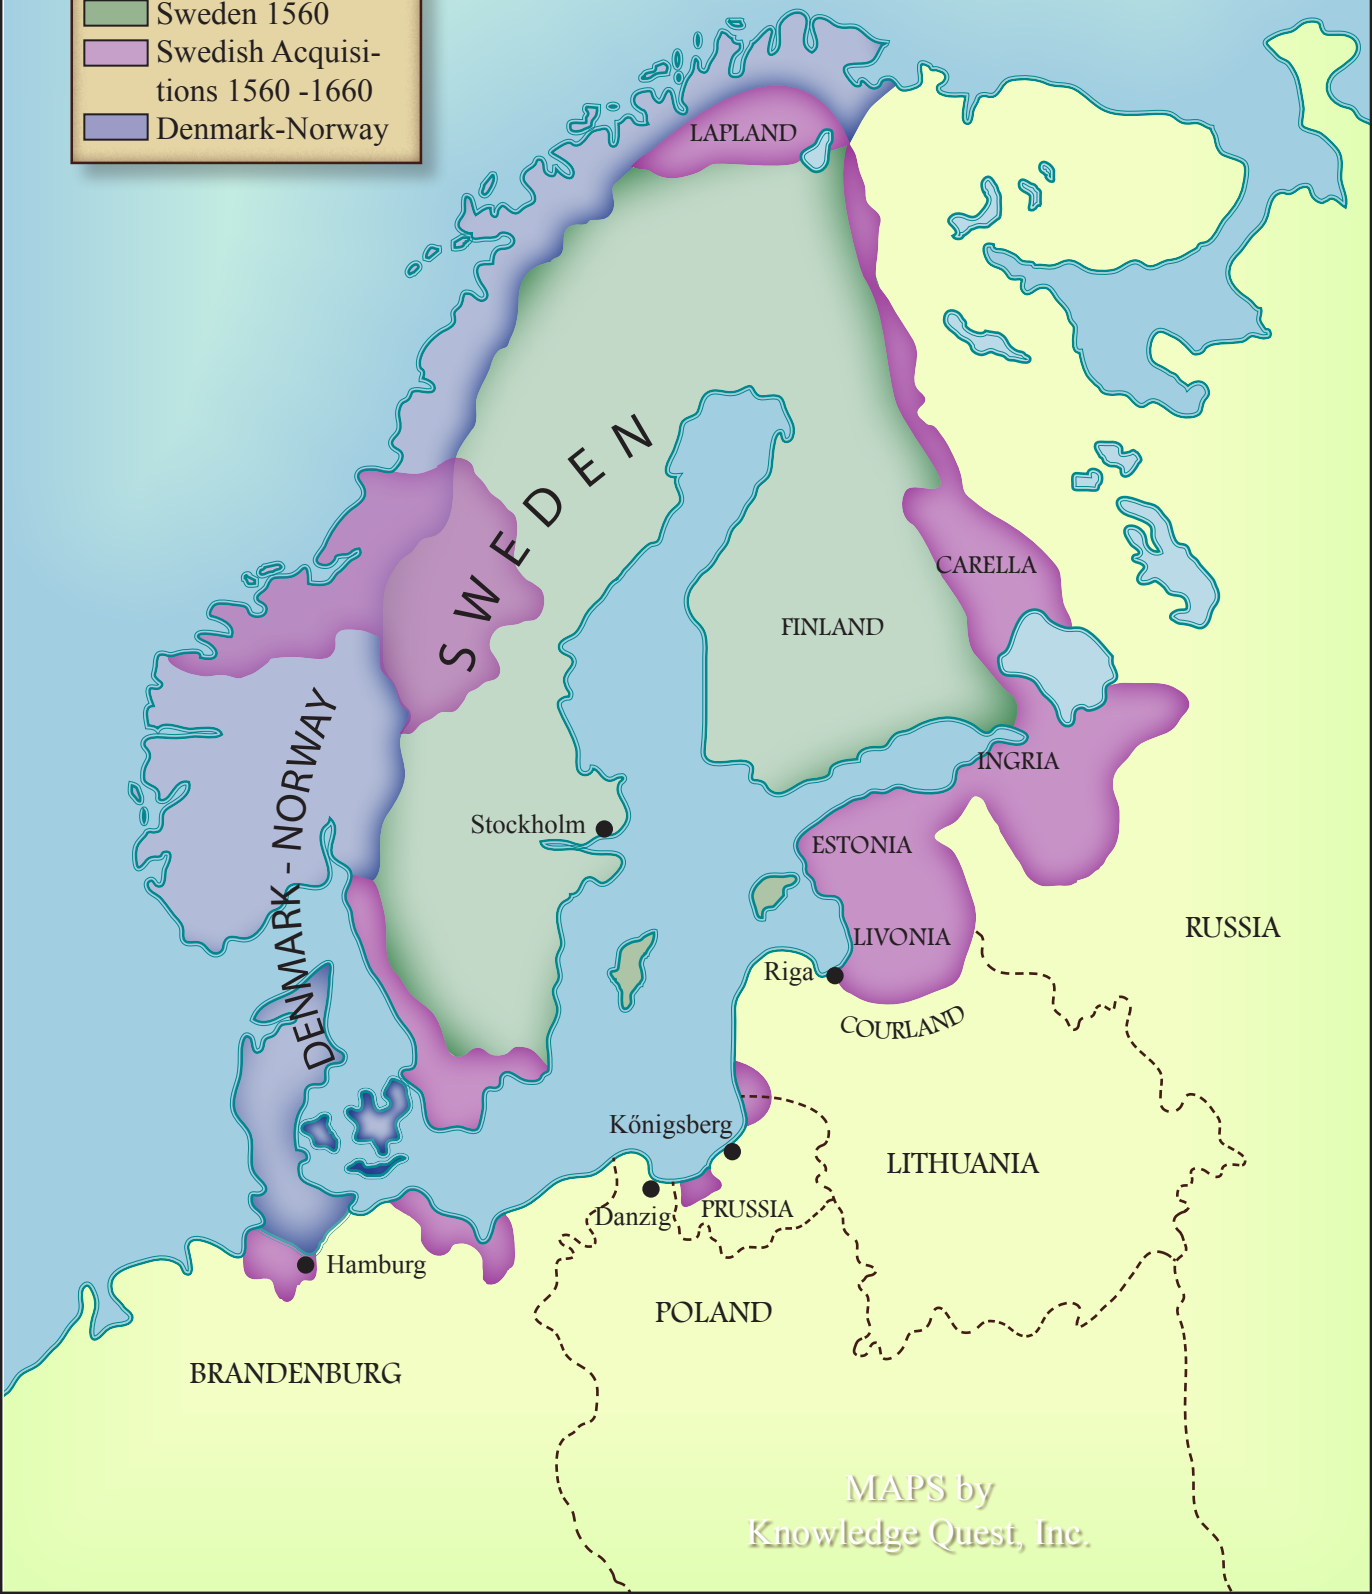 Sweden 1560
Swedish Acquisi-
tions 1560 -1660
Denmark-Norway
LAPLAND
SWEDEN
CARELLA
FINLAND
DENMARK - NORWAY
INGRIA
Stockholm
ESTONIA
RUSSIA
LIVONIA
Riga
COURLAND
Kőnigsberg
LITHUANIA
Danzig
PRUSSIA
Hamburg
POLAND
BRANDENBURG
MAPS by
Knowledge Quest, Inc.